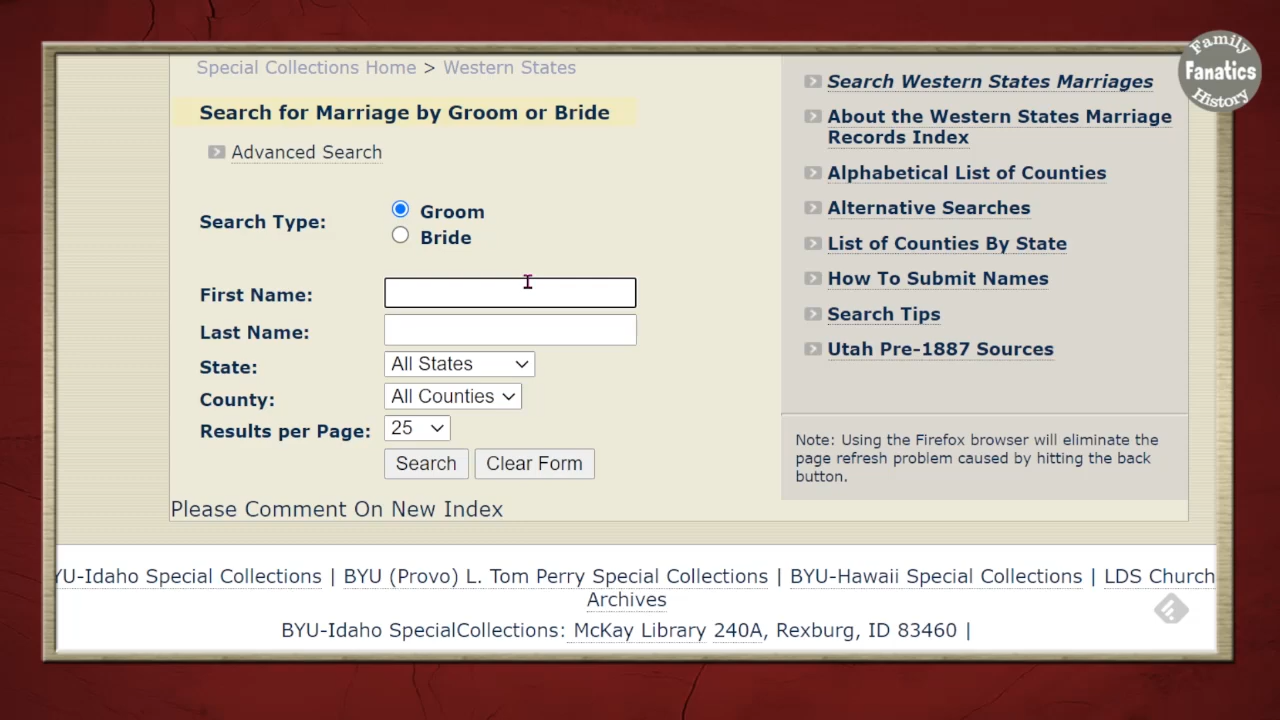 Special Collections Home > Western States
Search for Marriage by Groom or Bride
Advanced Search
Search Type:
Groom
Bride
First Name:
Last Name:
State:
All States
County:
All Counties
Results per Page:
25
Search
Clear Form
Please Comment On New Index
Search Western States Marriages
About the Western States Marriage
Records Index
Alphabetical List of Counties
Alternative Searches
List of Counties By State
How To Submit Names
Search Tips
Utah Pre-1887 Sources
Note: Using the Firefox browser will eliminate the
page refresh problem caused by hitting the back
button.
YU-Idaho Special Collections | BYU (Provo) L. Tom Perry Special Collections | BYU-Hawaii Special Collections | LDS Church
Archives
BYU-Idaho SpecialCollections: McKay Library 240A, Rexburg, ID 83460 |
Family
Fanatics
History